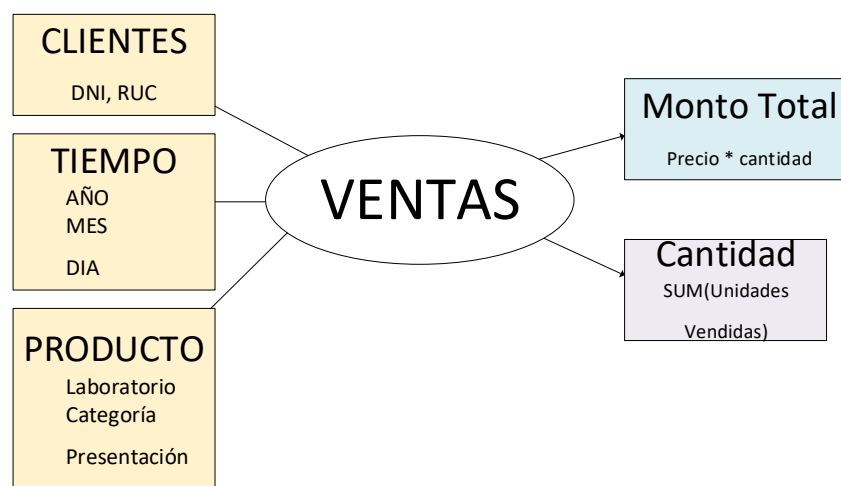 CLIENTES
DNI, RUC
TIEMPO
AÑO
MES
DIA
PRODUCTO
Laboratorio
Categoría
Presentación
VENTAS
Monto Total
Precio * cantidad
Cantidad
SUM(Unidades
Vendidas)